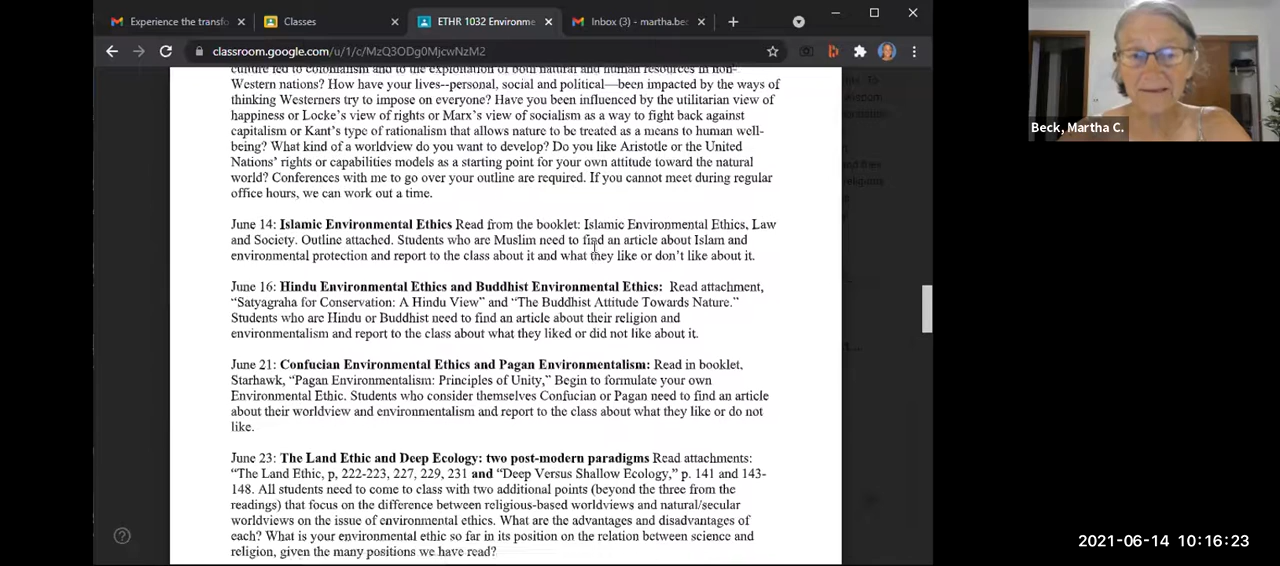 Experience the transfo
Classes
ETHR 1032 Environme
Inbox (3) - martha.bec
classroom.google.com/u/1/c/MzQ3ODg0MjcwNzM2
culture led to colonialism and to the exploitation of both natural and human resources in non-
Western nations? How have your lives--personal, social and political—been impacted by the ways of
thinking Westerners try to impose on everyone? Have you been influenced by the utilitarian view of
happiness or Locke's view of rights or Marx's view of socialism as a way to fight back against
capitalism or Kant's type of rationalism that allows nature to be treated as a means to human well-
being? What kind of a worldview do you want to develop? Do you like Aristotle or the United
Nations' rights or capabilities models as a starting point for your own attitude toward the natural
world? Conferences with me to go over your outline are required. If you cannot meet during regular
office hours, we can work out a time.
June 14: Islamic Environmental Ethics Read from the booklet: Islamic Environmental Ethics, Law
and Society. Outline attached. Students who are Muslim need to find an article about Islam and
environmental protection and report to the class about it and what they like or don't like about it.
June 16: Hindu Environmental Ethics and Buddhist Environmental Ethics: Read attachment,
“Satyagraha for Conservation: A Hindu View” and “The Buddhist Attitude Towards Nature.”
Students who are Hindu or Buddhist need to find an article about their religion and
environmentalism and report to the class about what they liked or did not like about it.
June 21: Confucian Environmental Ethics and Pagan Environmentalism: Read in booklet,
Starhawk, “Pagan Environmentalism: Principles of Unity,” Begin to formulate your own
Environmental Ethic. Students who consider themselves Confucian or Pagan need to find an article
about their worldview and environmentalism and report to the class about what they like or do not
like.
June 23: The Land Ethic and Deep Ecology: two post-modern paradigms Read attachments:
“The Land Ethic, p, 222-223, 227, 229, 231 and “Deep Versus Shallow Ecology,” p. 141 and 143-
148. All students need to come to class with two additional points (beyond the three from the
readings) that focus on the difference between religious-based worldviews and natural/secular
worldviews on the issue of environmental ethics. What are the advantages and disadvantages of
each? What is your environmental ethic so far in its position on the relation between science and
religion, given the many positions we have read?
Beck, Martha C.
2021-06-14 10:16:23